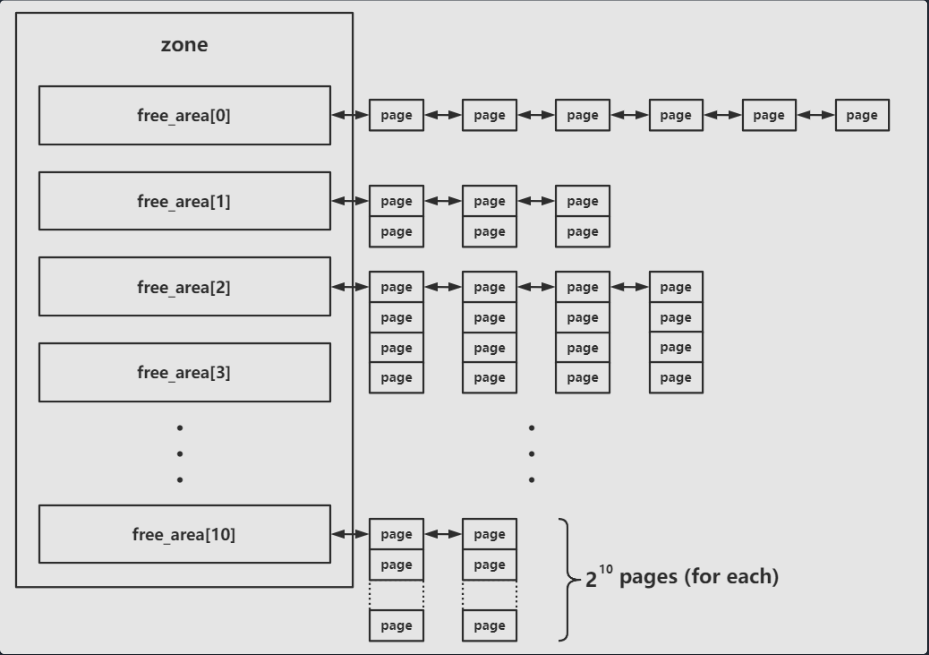 zone
free_area[0]
page page page page page page
free_area[1]
page page page
page page page
free_area[2]
page page page page
page page page page
page page page page
page page page page
free_area[3]
free_area[10]
page page
page page
2^10 pages (for each)
page page